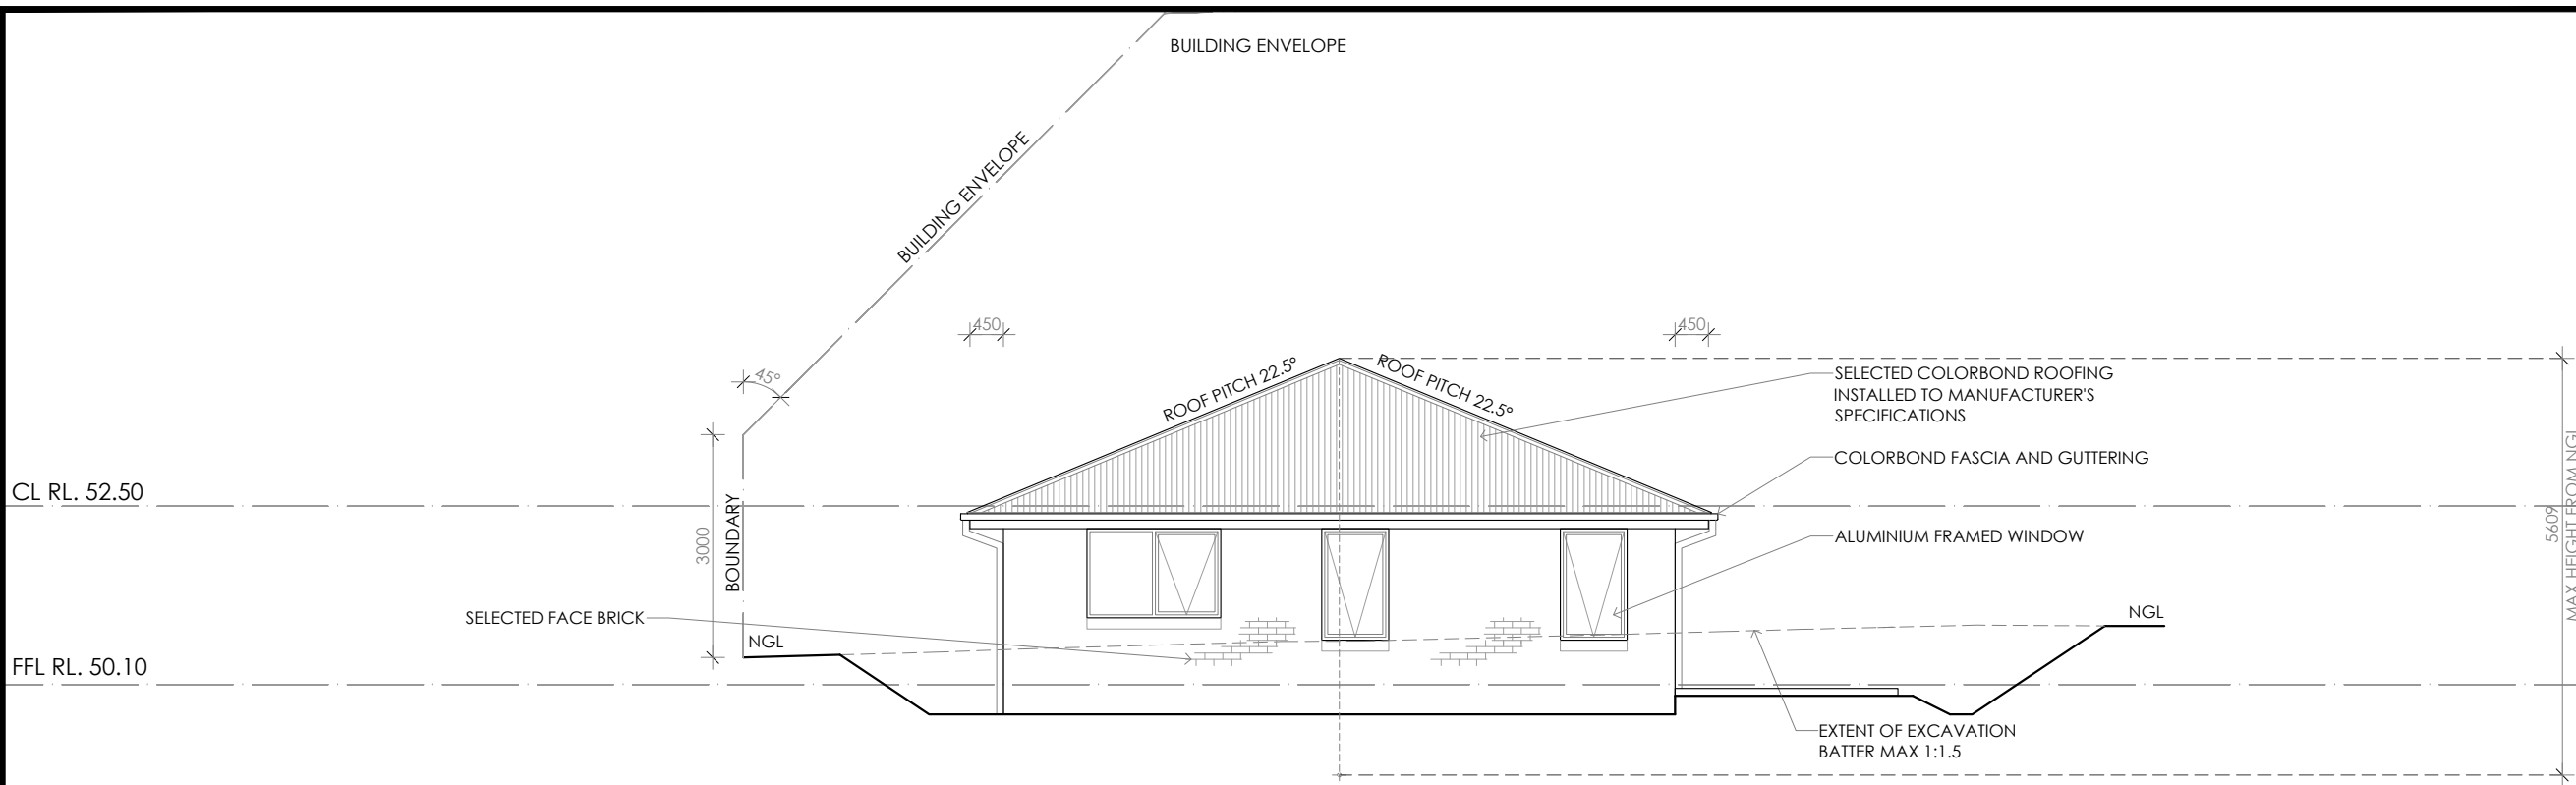 BUILDING ENVELOPE
BUILDING ENVELOPE
450
450
45°
ROOF PITCH 22.5°
ROOF PITCH 22.5°
SELECTED COLORBOND ROOFING
INSTALLED TO MANUFACTURER'S
SPECIFICATIONS
COLORBOND FASCIA AND GUTTERING
CL RL. 52.50
3000
BOUNDARY
ALUMINIUM FRAMED WINDOW
5609
MAX HEIGHT FROM NGL
SELECTED FACE BRICK
NGL
NGL
FFL RL. 50.10
EXTENT OF EXCAVATION
BATTER MAX 1:1.5